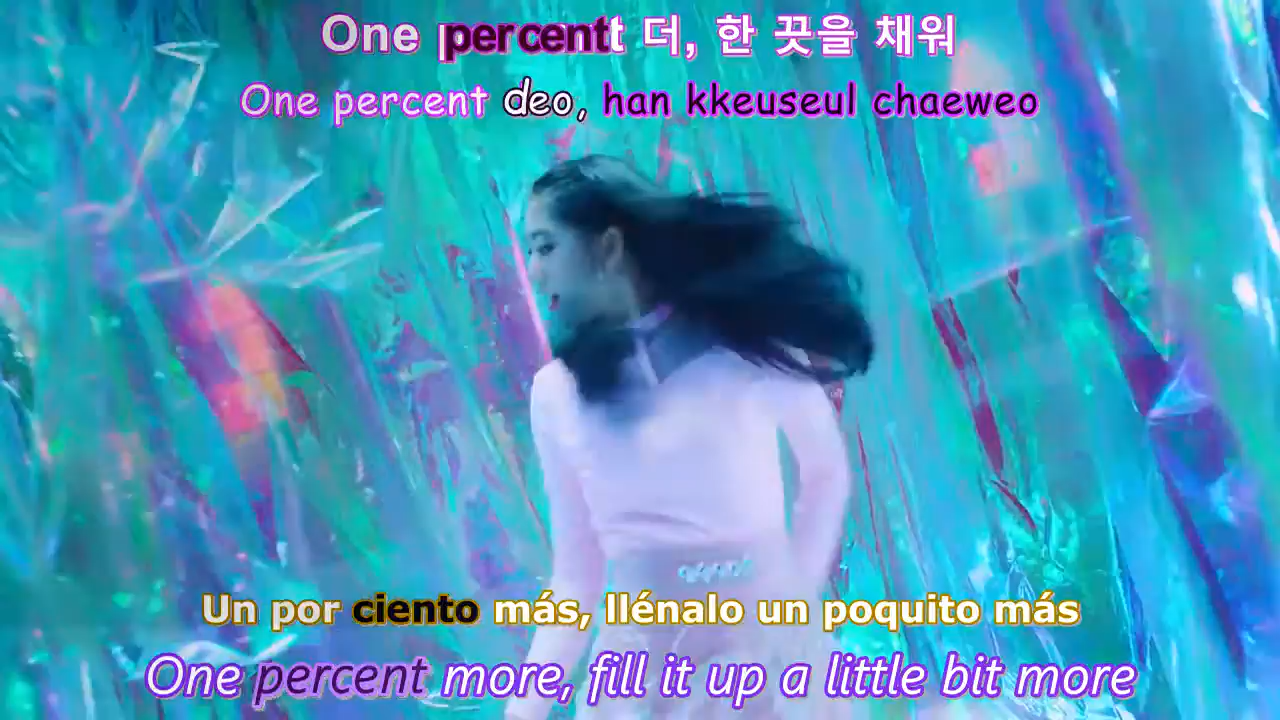 One percent 더, 한 끗을 채워
One percent deo, han kkeuseul chaeweo
Un por ciento más, llénalo un poquito más
One percent more, fill it up a little bit more